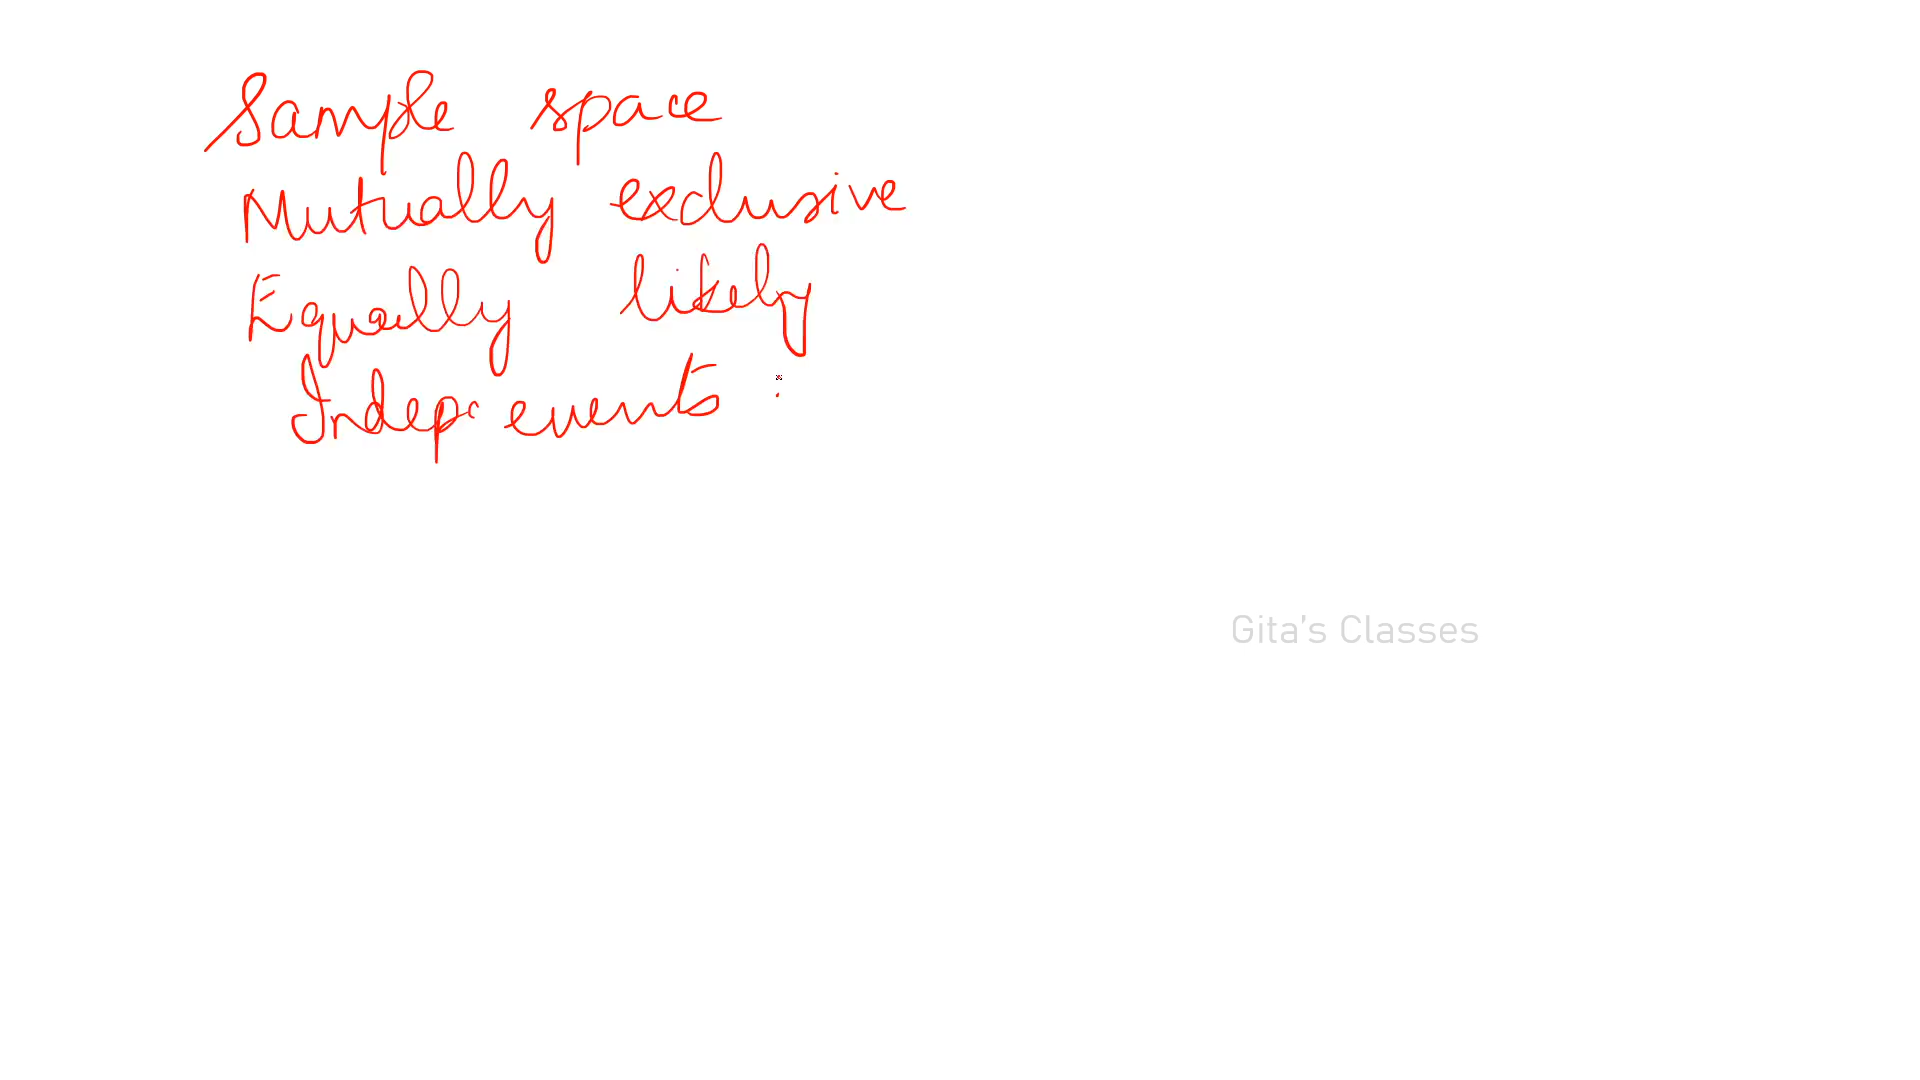 Sample space
Mutually exclusive
Equally likely
Indep events :
Gita's Classes